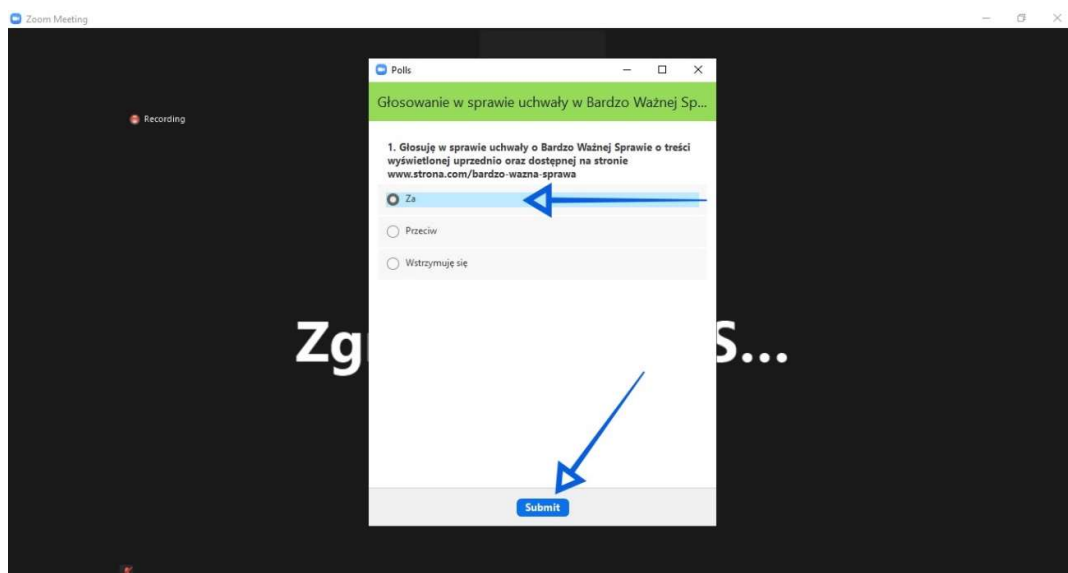 Zoom Meeting
Polls
Głosowanie w sprawie uchwały w Bardzo Ważnej Sp...
Recording
1. Głosuję w sprawie uchwały o Bardzo Ważnej Sprawie o treści
wyświetlonej uprzednio oraz dostępnej na stronie
www.strona.com/bardzo-wazna-sprawa
Za
Przeciw
Wstrzymuję się
Submit